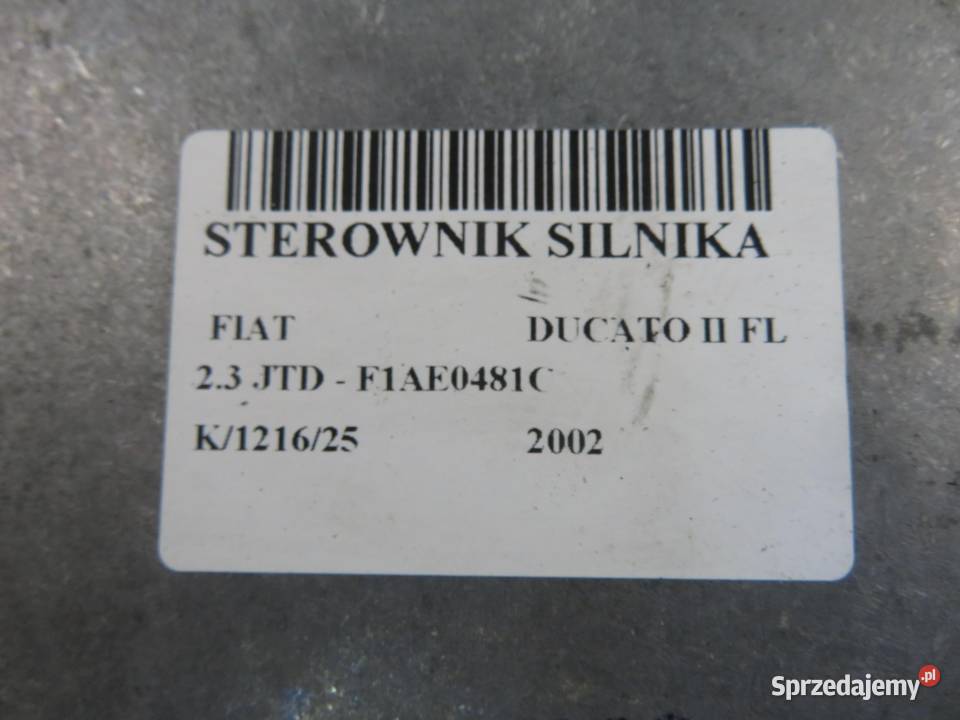 STEROWNIK SILNIKA
FIAT DUCATO II FL
2.3 JTD - F1AE0481C
K/1216/25 2002
Sprzedajemy.pl